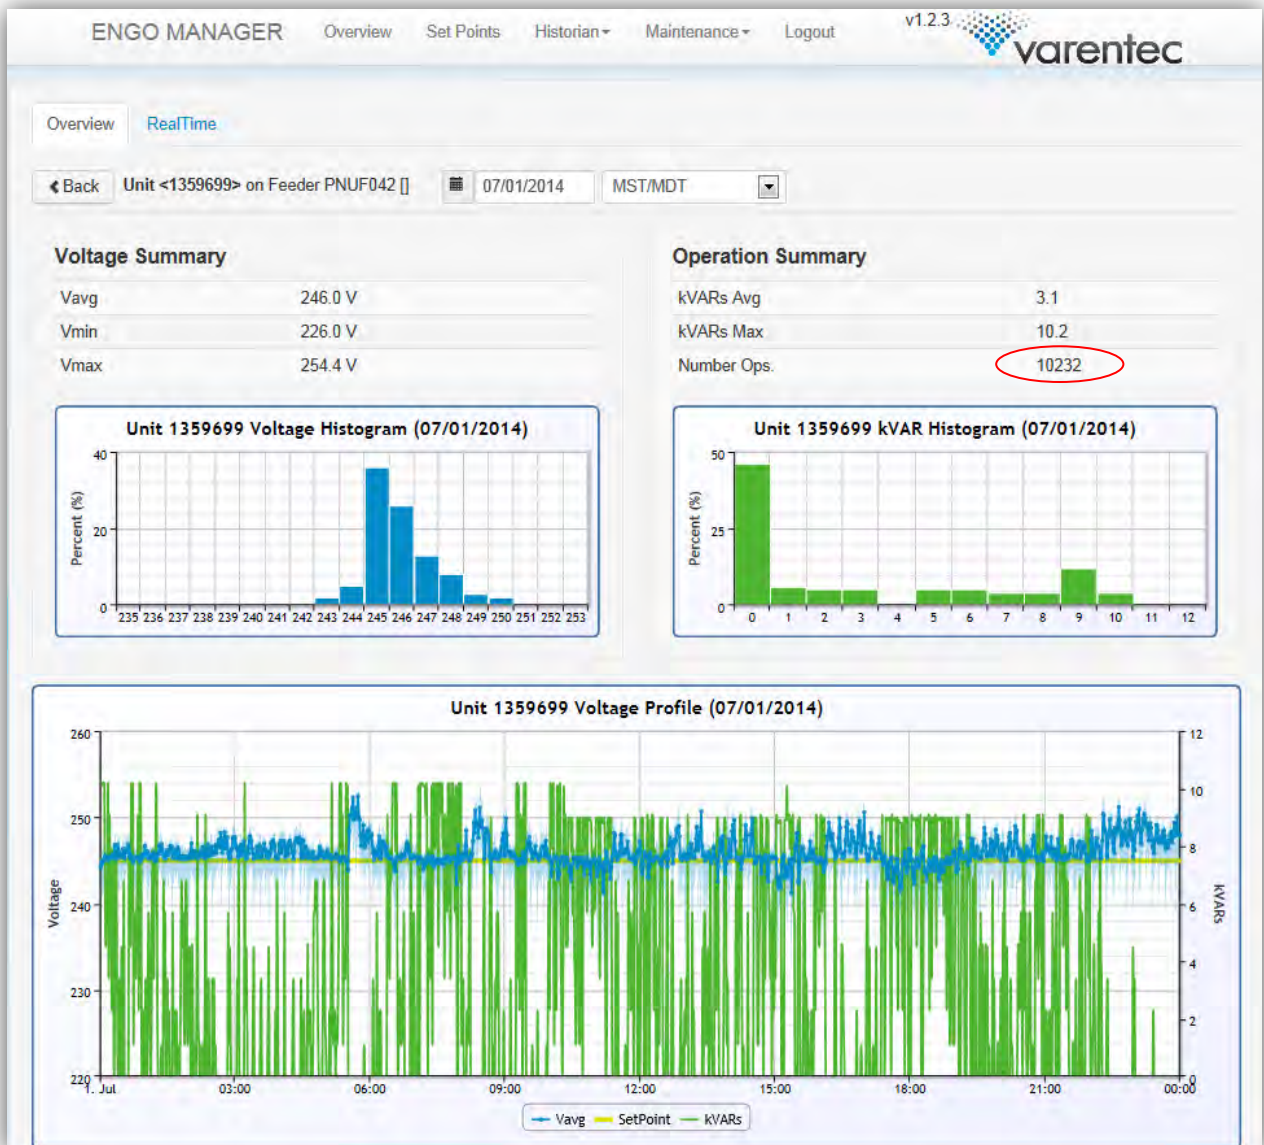 ENGO MANAGER Overview Set Points Historian Maintenance Logout v1.2.3 varentec
Overview RealTime
Back Unit <1359699> on Feeder PNUF042 [] 07/01/2014 MST/MDT
Voltage Summary
Vavg 246.0 V
Vmin 226.0 V
Vmax 254.4 V
Operation Summary
kVARs Avg 3.1
kVARs Max 10.2
Number Ops. 10232
Unit 1359699 Voltage Histogram (07/01/2014)
Percent (%)
40
20
0
235 236 237 238 239 240 241 242 243 244 245 246 247 248 249 250 251 252 253
Unit 1359699 kVAR Histogram (07/01/2014)
Percent (%)
50
25
0
0 1 2 3 4 5 6 7 8 9 10 11 12
Unit 1359699 Voltage Profile (07/01/2014)
Voltage
260
250
240
230
220
12
10
8
6
4
2
0
kVARs
1. Jul 03:00 06:00 09:00 12:00 15:00 18:00 21:00 00:00
Vavg SetPoint kVARs